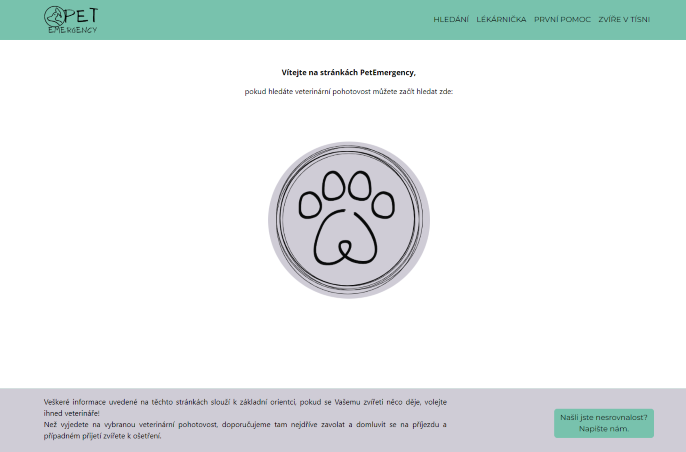 PET
EMERGENCY
HLEDÁNÍ LÉKÁRNIČKA PRVNÍ POMOC ZVÍŘE V TÍSNI
Vítejte na stránkách PetEmergency,
pokud hledáte veterinární pohotovost můžete začít hledat zde:
Veškeré informace uvedené na těchto stránkách slouží k základní orientci, pokud se Vašemu zvířeti něco děje, volejte
ihned veterináře!
Než vyjedete na vybranou veterinární pohotovost, doporučujeme tam nejdříve zavolat a domluvit se na příjezdu a
případném přijetí zvířete k ošetření.
Našli jste nesrovnalost?
Napište nám.